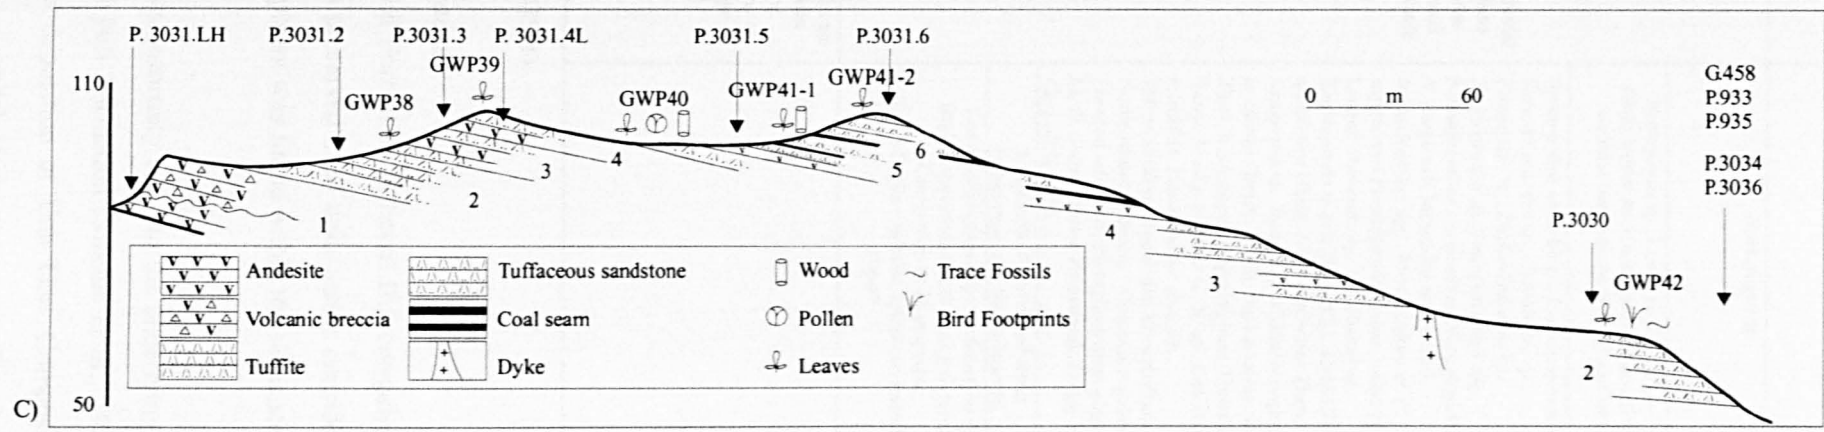 P.3031.LH P.3031.2 P.3031.3 P.3031.4L P.3031.5 P.3031.6
GWP39 GWP41-2
110 GWP38 GWP40 GWP41-1 0 m 60
G.458
P.933
P.935
P.3034
P.3036
4 3 6 5
2
1
4
3
P.3030
GWP42
2
Andesite
Volcanic breccia
Tuffite
Tuffaceous sandstone
Coal seam
Dyke
Wood
Pollen
Leaves
Trace Fossils
Bird Footprints
C) 50